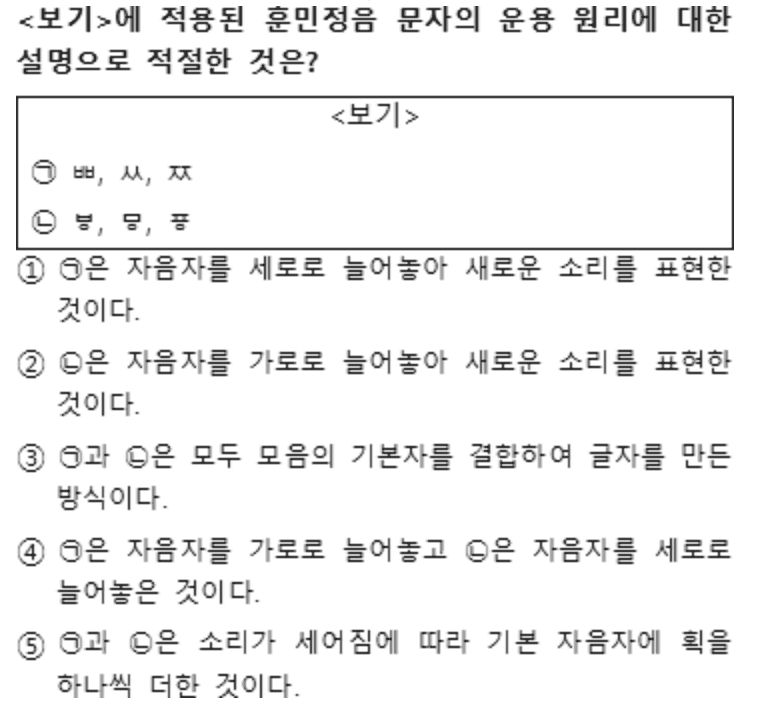 <보기>에 적용된 훈민정음 문자의 운용 원리에 대한
설명으로 적절한 것은?
<보기>
㉠ ㅃ, ㅆ, ㅉ
㉡ ㅸ, ㅱ, ㆄ
① ㉠은 자음자를 세로로 늘어놓아 새로운 소리를 표현한
것이다.
② ㉡은 자음자를 가로로 늘어놓아 새로운 소리를 표현한
것이다.
③ ㉠과 ㉡은 모두 모음의 기본자를 결합하여 글자를 만든
방식이다.
④ ㉠은 자음자를 가로로 늘어놓고 ㉡은 자음자를 세로로
늘어놓은 것이다.
⑤ ㉠과 ㉡은 소리가 세어짐에 따라 기본 자음자에 획을
하나씩 더한 것이다.